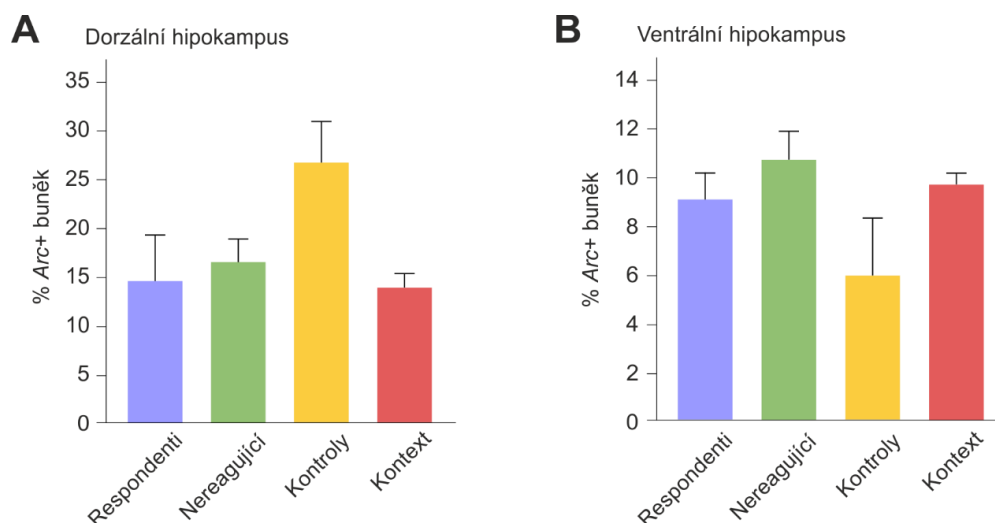 A Dorzální hipokampus
% Arc+ buněk
35
30
25
20
15
10
5
0
Respondenti
Nereagující
Kontroly
Kontext
B Ventrální hipokampus
% Arc+ buněk
14
12
10
8
6
4
2
0
Respondenti
Nereagující
Kontroly
Kontext